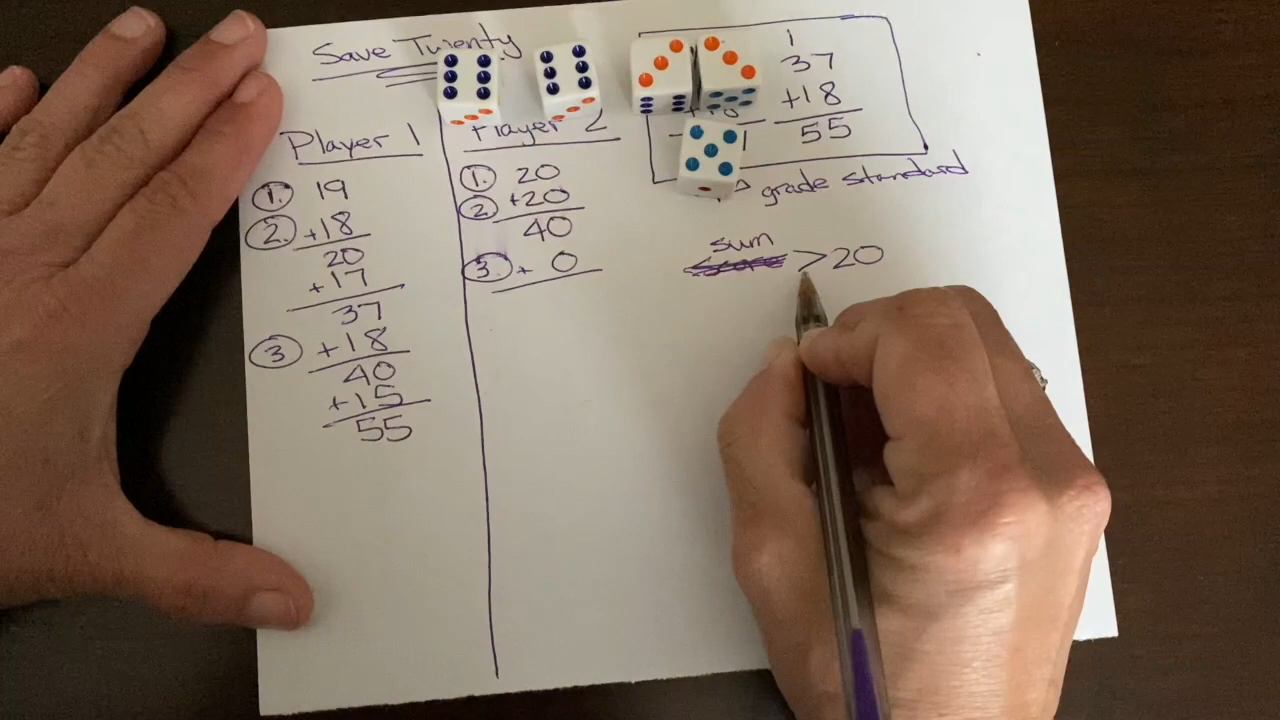 Save Twenty
Player 1
1. 19
2. +18
20
+17
37
3 +18
40
+15
55
Player 2
1. 20
2. +20
40
3. + 0
1
37
+18
55
grade standard
sum
>20